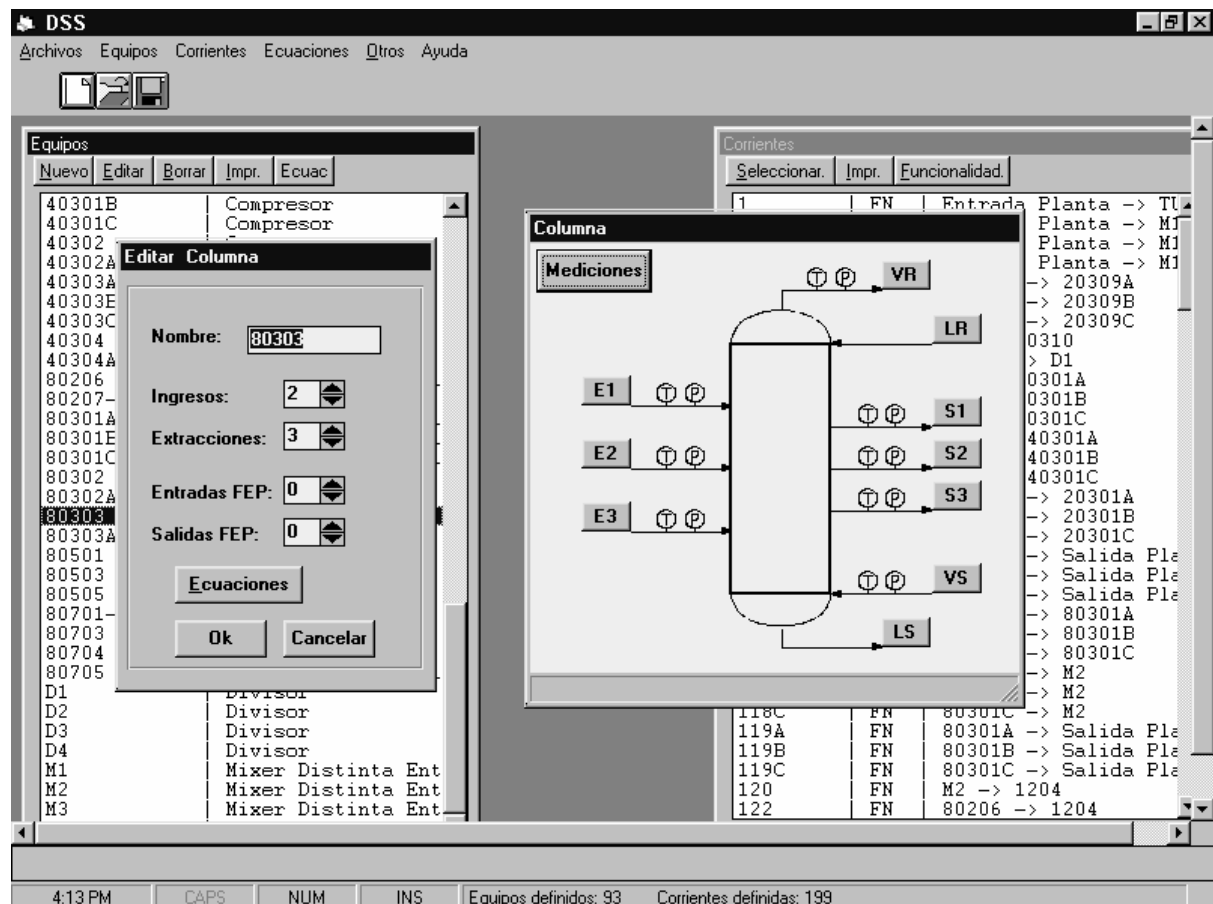 DSS
Archivos Equipos Corrientes Ecuaciones Otros Ayuda
Equipos
Nuevo Editar Borrar Impr. Ecuac
40301B | Compresor
40301C | Compresor
40302
40302A
40303A
40303B
40303C
40304
40304A
80206
80207-
80301A
80301B
80301C
80302
80302A
80303
80303A
80501
80503
80505
80701-
80703
80704
80705
D1 | Divisor
D2 | Divisor
D3 | Divisor
D4 | Divisor
M1 | Mixer Distinta Ent
M2 | Mixer Distinta Ent
M3 | Mixer Distinta Ent
Editar Columna
Nombre: 80303
Ingresos: 2
Extracciones: 3
Entradas FEP: 0
Salidas FEP: 0
Ecuaciones
Ok Cancelar
Columna
Mediciones
T P VR
LR
E1 T P
T P S1
E2 T P
T P S2
T P S3
E3 T P
T P VS
LS
Corrientes
Seleccionar. Impr. Funcionalidad.
1 | FN | Entrada Planta -> TU
Planta -> M1
Planta -> M1
Planta -> M1
-> 20309A
-> 20309B
-> 20309C
0310
> D1
0301A
0301B
0301C
40301A
40301B
40301C
-> 20301A
-> 20301B
-> 20301C
-> Salida Pla
-> Salida Pla
-> Salida Pla
-> 80301A
-> 80301B
-> 80301C
-> M2
-> M2
118C | FN | 80301C -> M2
119A | FN | 80301A -> Salida Pla
119B | FN | 80301B -> Salida Pla
119C | FN | 80301C -> Salida Pla
120 | FN | M2 -> 1204
122 | FN | 80206 -> 1204
4:13 PM CAPS NUM INS Equipos definidos: 93 Corrientes definidas: 199